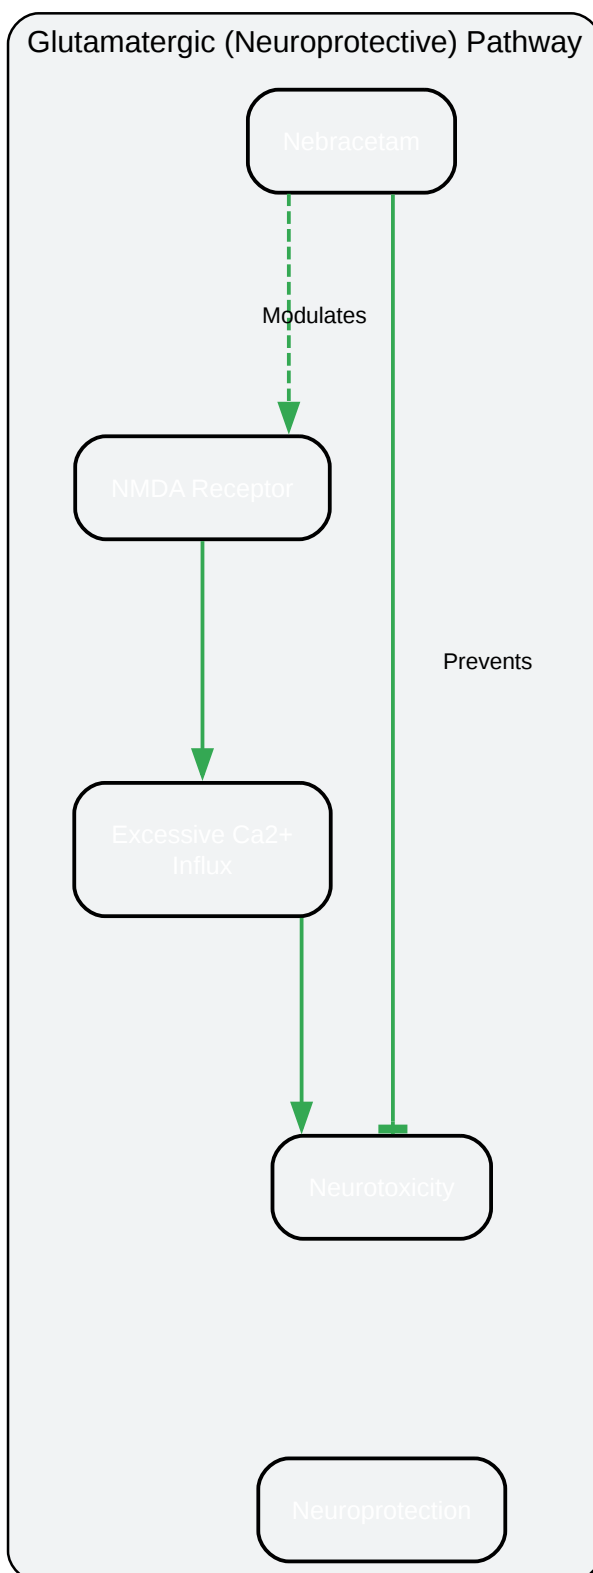 Glutamatergic (Neuroprotective) Pathway
Nebracetam
Modulates
NMDA Receptor
Prevents
Excessive Ca2+
Influx
Neurotoxicity
Neuroprotection